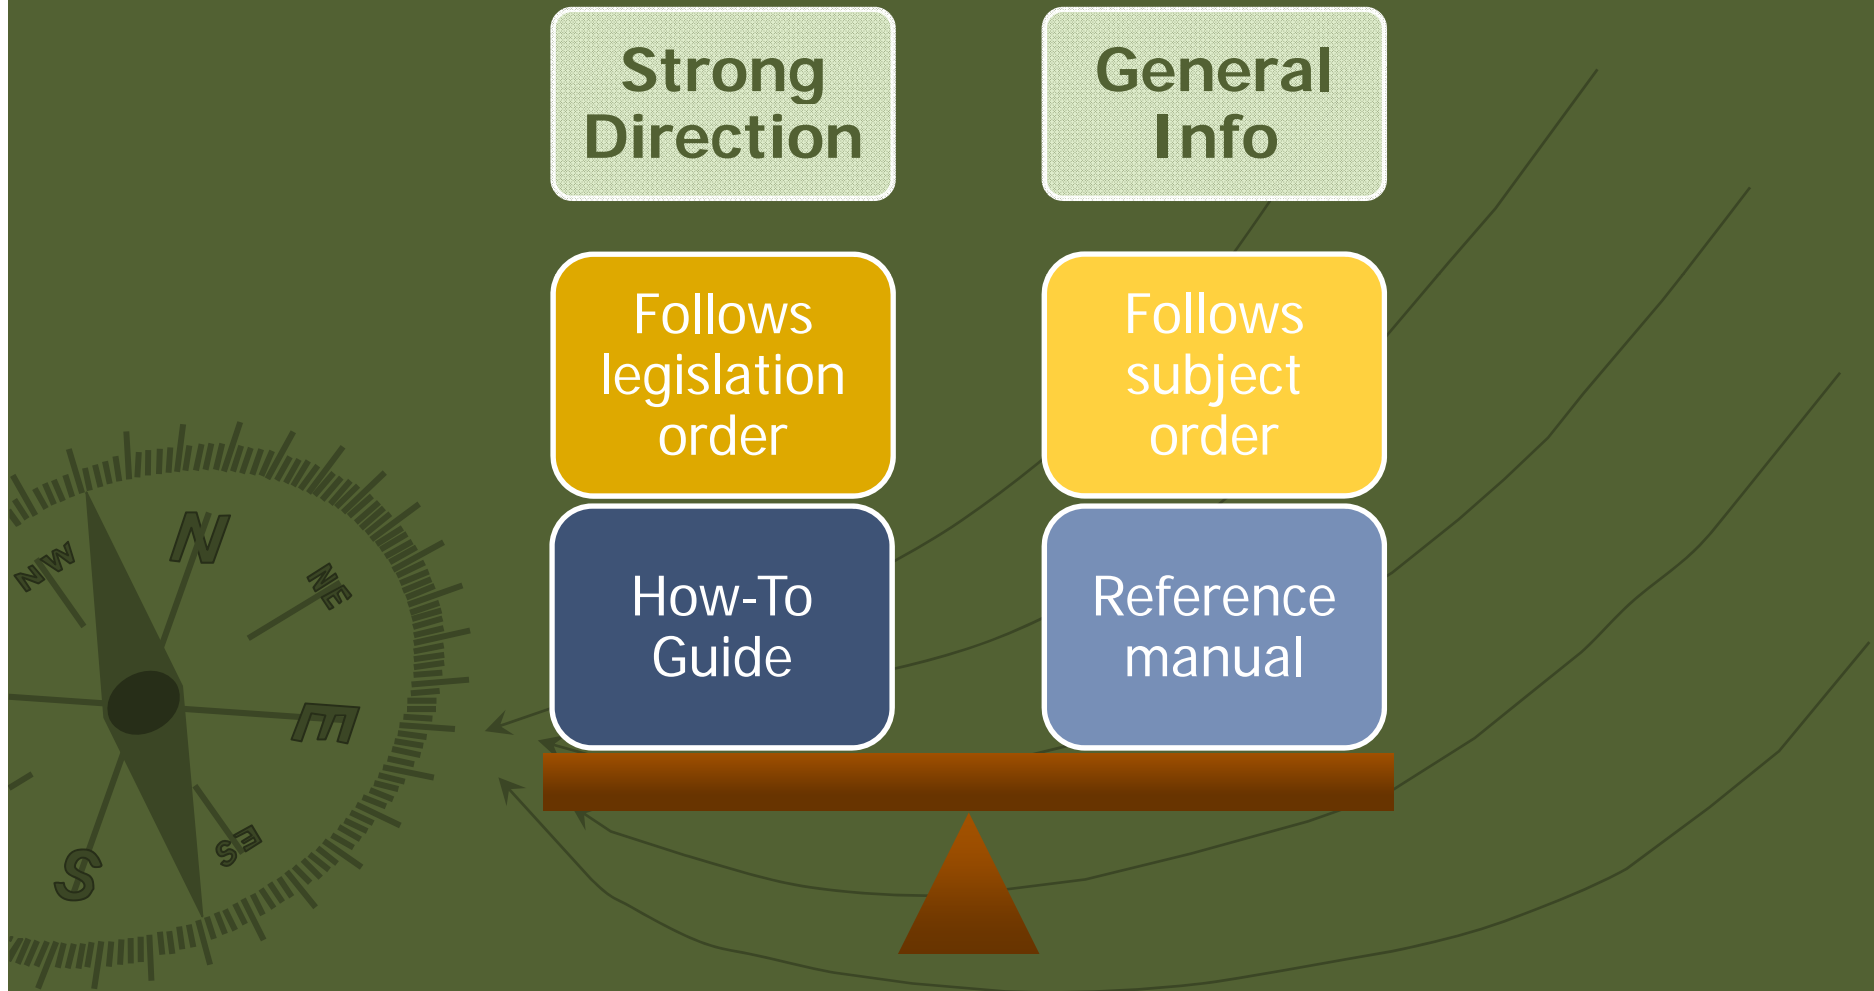 Strong
Direction
General
Info
Follows
legislation
order
Follows
subject
order
How-To
Guide
Reference
manual
NW
N
NE
E
SE
S